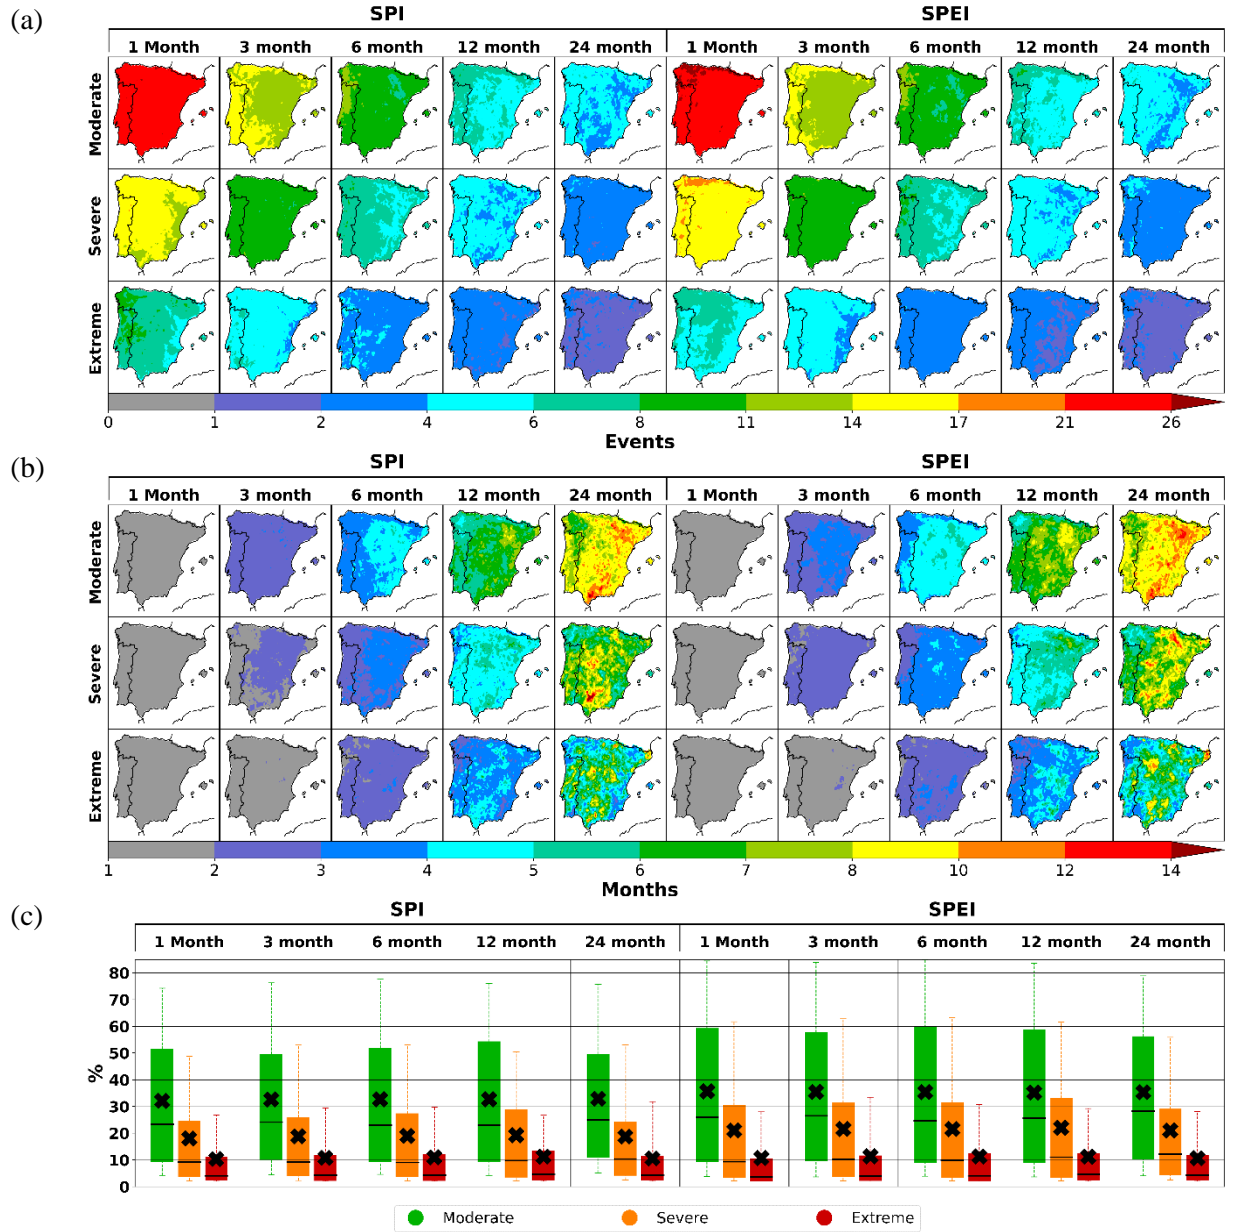 (a)
SPI SPEI
1 Month 3 month 6 month 12 month 24 month 1 Month 3 month 6 month 12 month 24 month
Moderate
Severe
Extreme
0 1 2 4 6 8 11 14 17 21 26
Events
(b)
SPI SPEI
1 Month 3 month 6 month 12 month 24 month 1 Month 3 month 6 month 12 month 24 month
Moderate
Severe
Extreme
1 2 3 4 5 6 7 8 10 12 14
Months
(c)
SPI SPEI
1 Month 3 month 6 month 12 month 24 month 1 Month 3 month 6 month 12 month 24 month
%
80
70
60
50
40
30
20
10
0
Moderate Severe Extreme